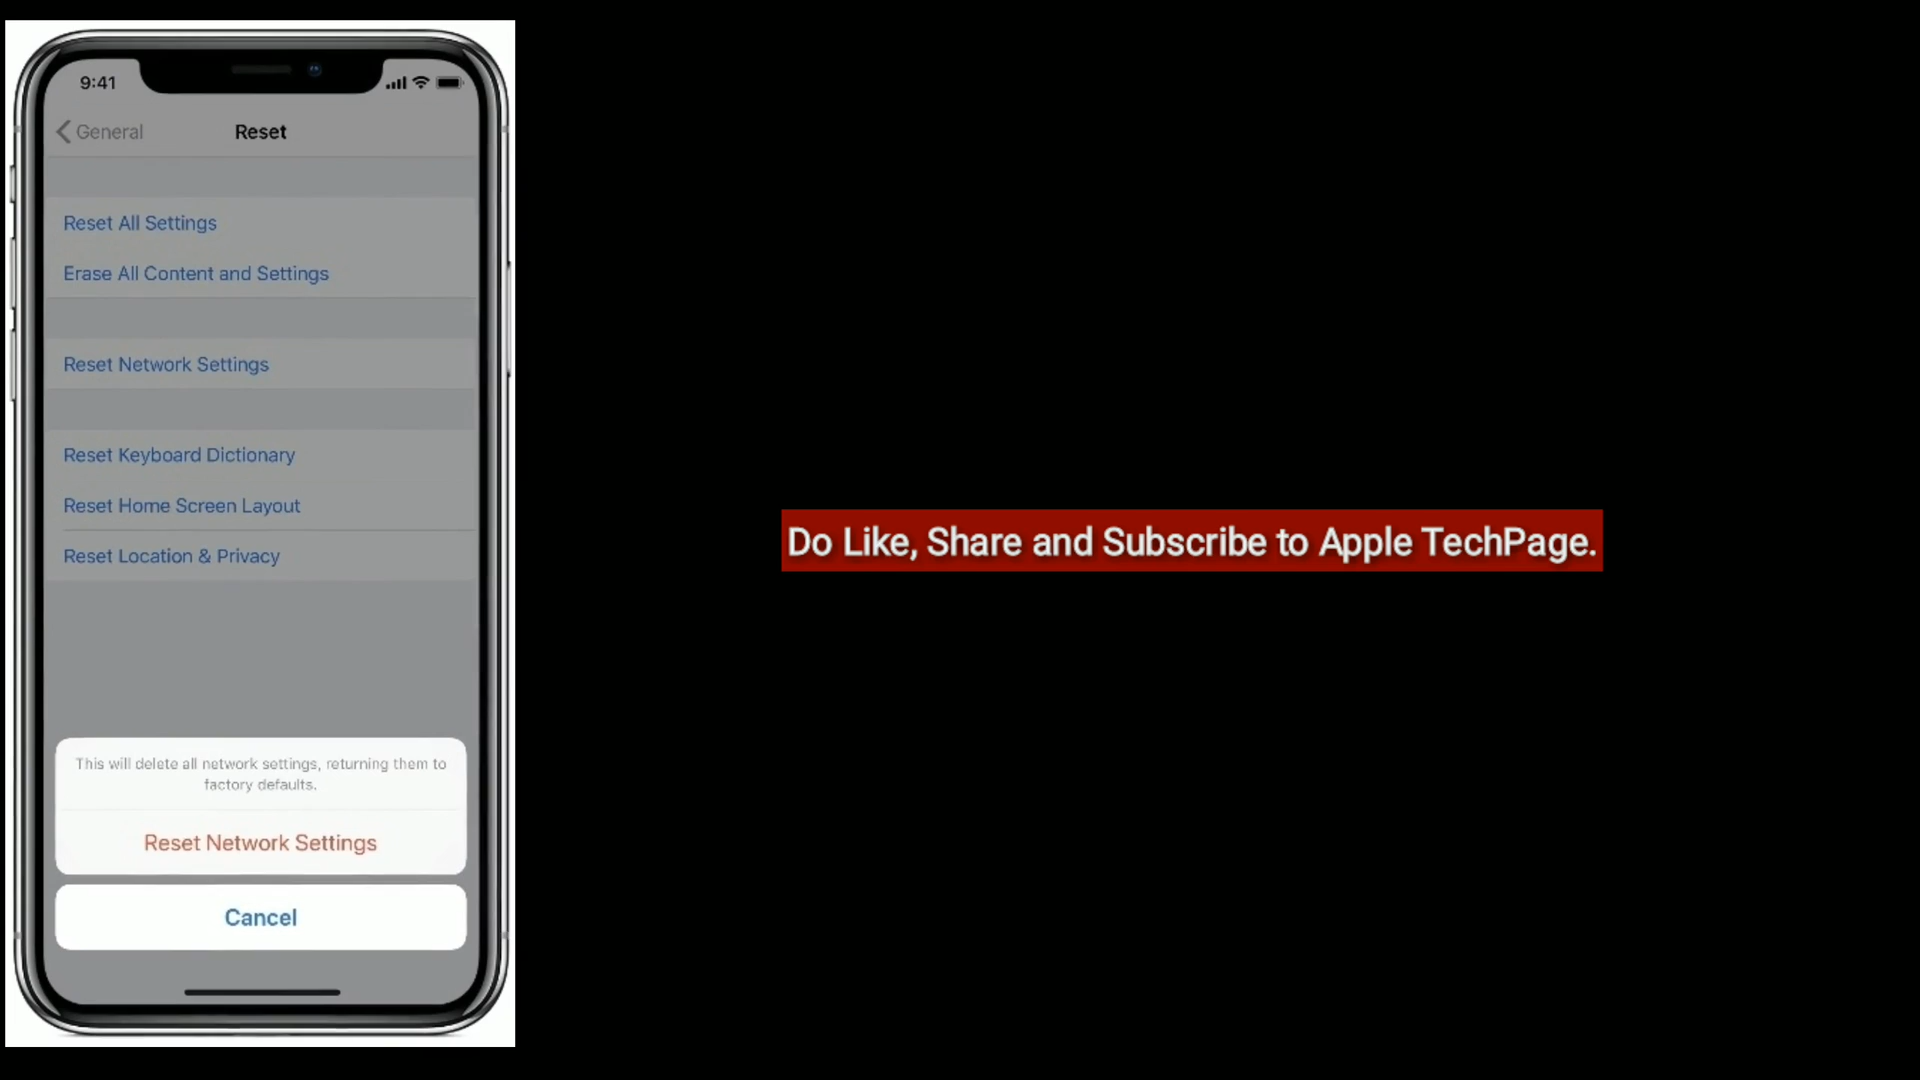 9:41
General
Reset
Reset All Settings
Erase All Content and Settings
Reset Network Settings
Reset Keyboard Dictionary
Reset Home Screen Layout
Reset Location & Privacy
This will delete all network settings, returning them to
factory defaults.
Reset Network Settings
Cancel
Do Like, Share and Subscribe to Apple TechPage.